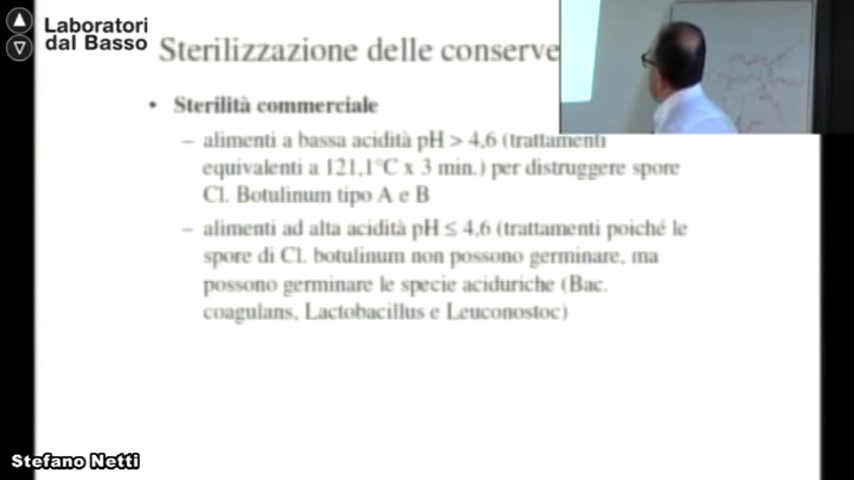 Laboratori
dal Basso
Sterilizzazione delle conserve
• Sterilità commerciale
– alimenti a bassa acidità pH > 4,6 (trattamenti
equivalenti a 121,1°C x 3 min.) per distruggere spore
Cl. Botulinum tipo A e B
– alimenti ad alta acidità pH ≤ 4,6 (trattamenti poiché le
spore di Cl. botulinum non possono germinare, ma
possono germinare le specie aciduriche (Bac.
coagulans, Lactobacillus e Leuconostoc)
Stefano Netti